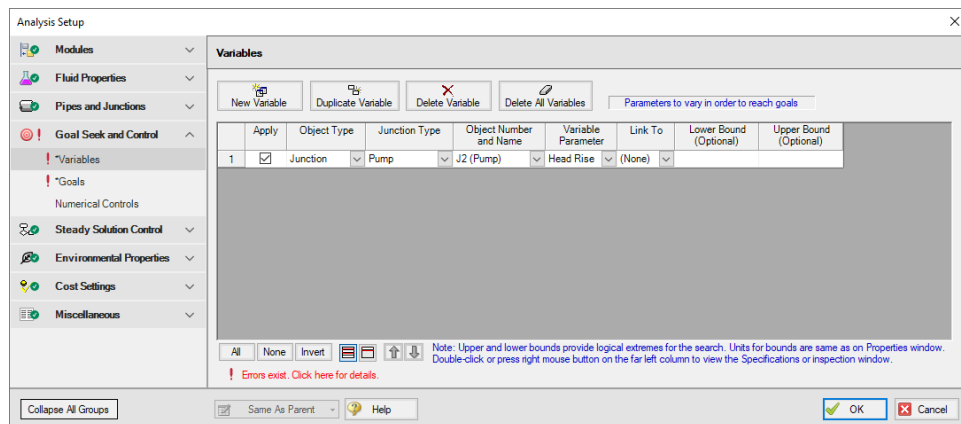 Analysis Setup
Modules
Fluid Properties
Pipes and Junctions
Goal Seek and Control
*Variables
*Goals
Numerical Controls
Steady Solution Control
Environmental Properties
Cost Settings
Miscellaneous
Variables
New Variable
Duplicate Variable
Delete Variable
Delete All Variables
Parameters to vary in order to reach goals
Apply Object Type Junction Type Object Number and Name Variable Parameter Link To Lower Bound (Optional) Upper Bound (Optional)
1 Junction Pump J2 (Pump) Head Rise (None)
All None Invert
Note: Upper and lower bounds provide logical extremes for the search. Units for bounds are same as on Properties window.
Double-click or press right mouse button on the far left column to view the Specifications or inspection window.
! Errors exist. Click here for details.
Collapse All Groups
Same As Parent
Help
OK
Cancel